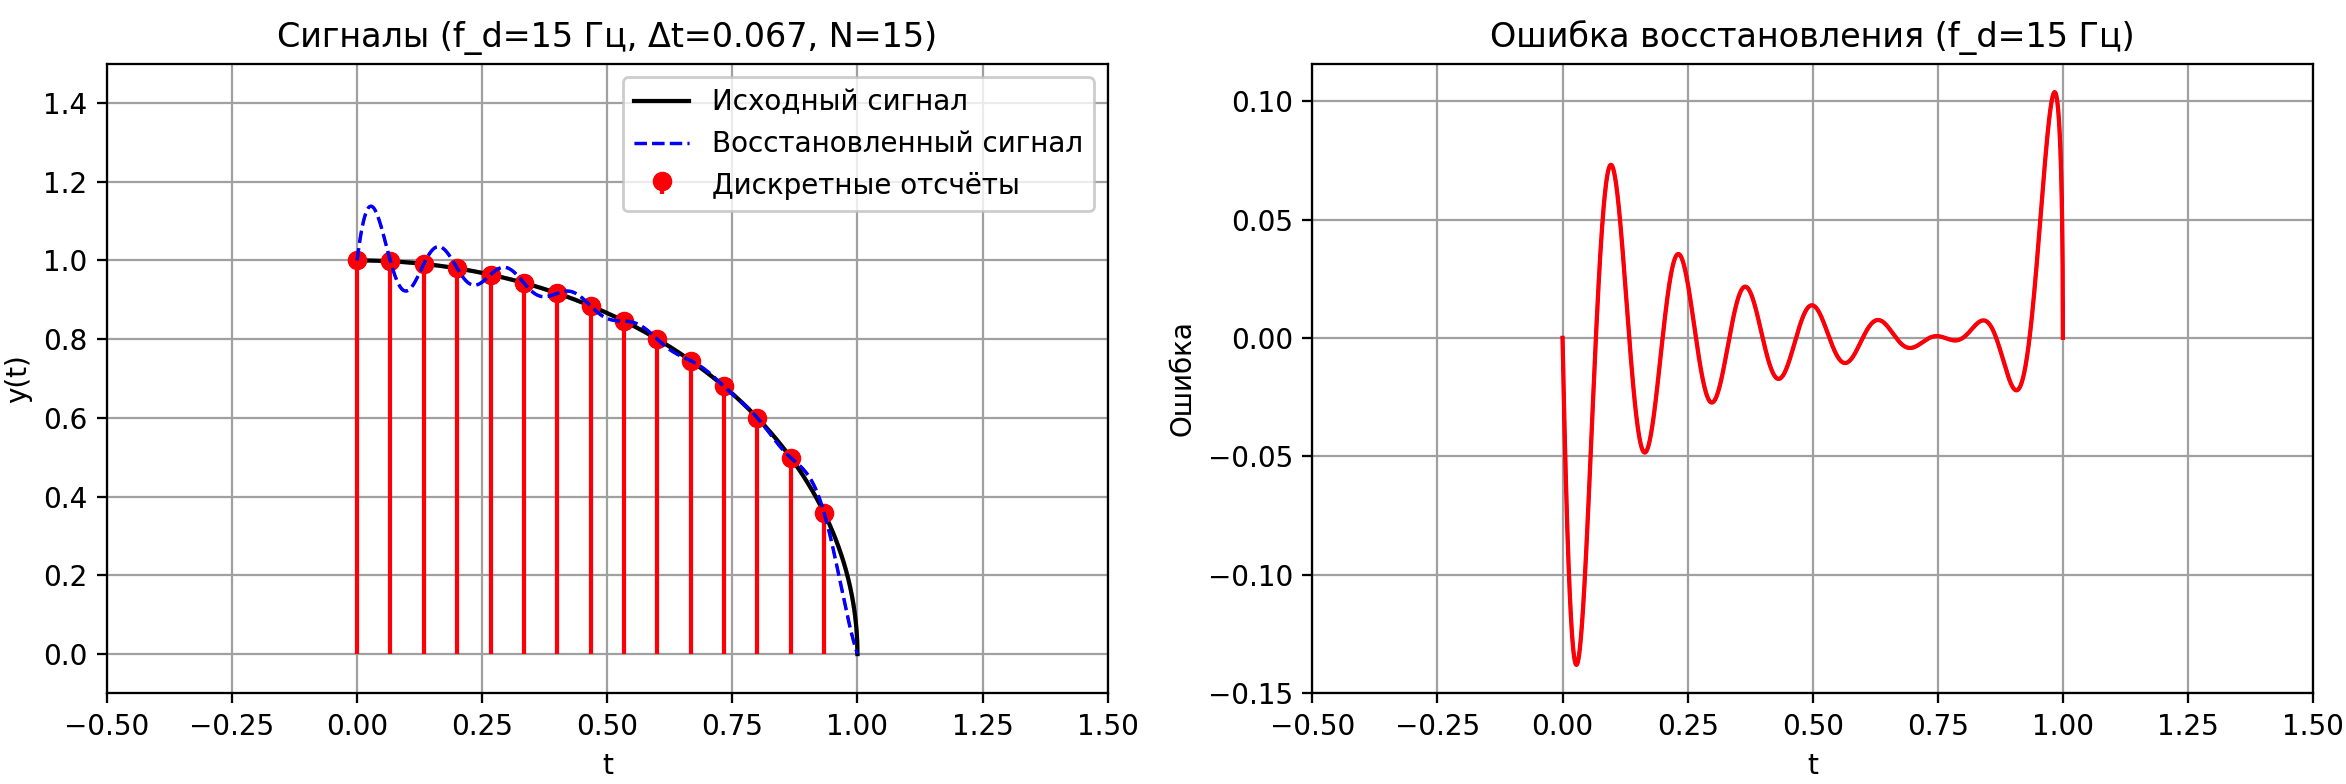 Сигналы (f_d=15 Гц, Δt=0.067, N=15)
Исходный сигнал
Восстановленный сигнал
Дискретные отсчёты
1.4
1.2
1.0
0.8
0.6
0.4
0.2
0.0
y(t)
−0.50 −0.25 0.00 0.25 0.50 0.75 1.00 1.25 1.50
t
Ошибка восстановления (f_d=15 Гц)
0.10
0.05
0.00
−0.05
−0.10
−0.15
Ошибка
−0.50 −0.25 0.00 0.25 0.50 0.75 1.00 1.25 1.50
t